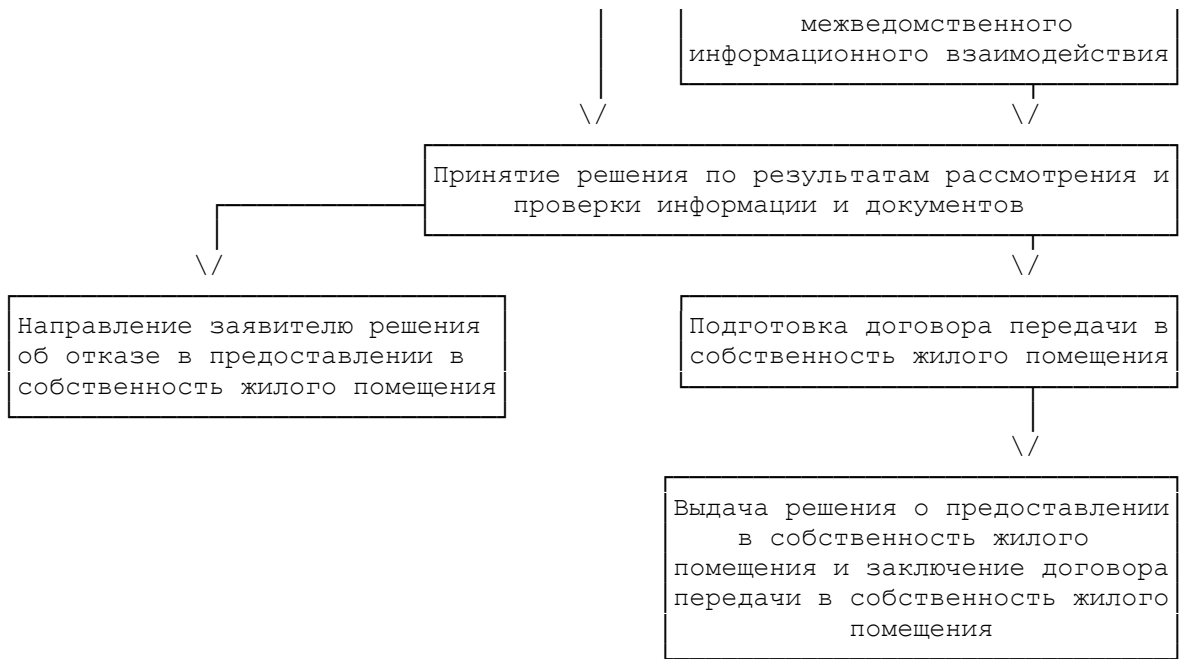 межведомственного
информационного взаимодействия
Принятие решения по результатам рассмотрения и
проверки информации и документов
Направление заявителю решения
об отказе в предоставлении в
собственность жилого помещения
Подготовка договора передачи в
собственность жилого помещения
Выдача решения о предоставлении
в собственность жилого
помещения и заключение договора
передачи в собственность жилого
помещения